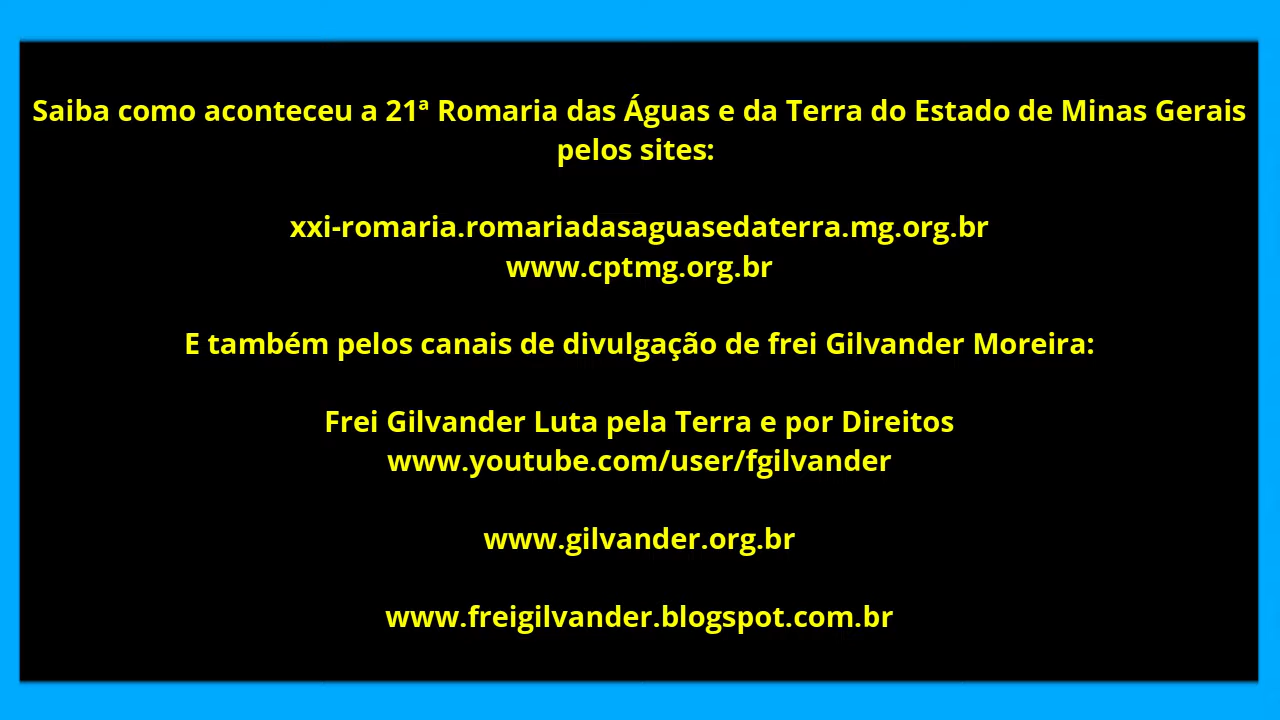 Saiba como aconteceu a 21ª Romaria das Águas e da Terra do Estado de Minas Gerais
pelos sites:
xxi-romaria.romariadasaguasedaterra.mg.org.br
www.cptmg.org.br
E também pelos canais de divulgação de frei Gilvander Moreira:
Frei Gilvander Luta pela Terra e por Direitos
www.youtube.com/user/fgilvander
www.gilvander.org.br
www.freigilvander.blogspot.com.br